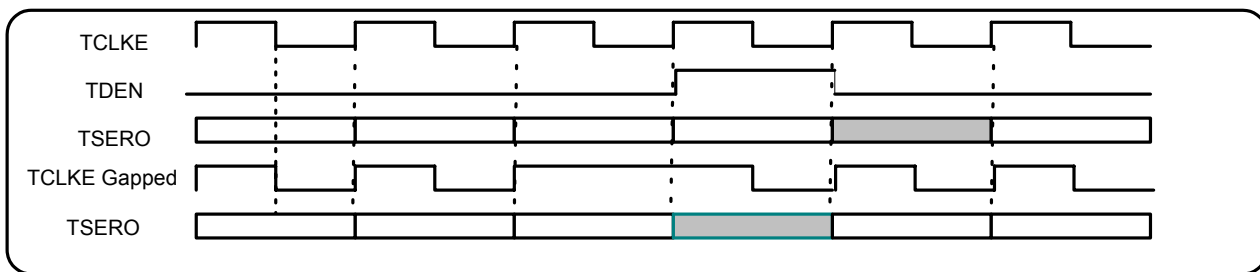 TCLKE
TDEN
TSERO
TCLKE Gapped
TSERO